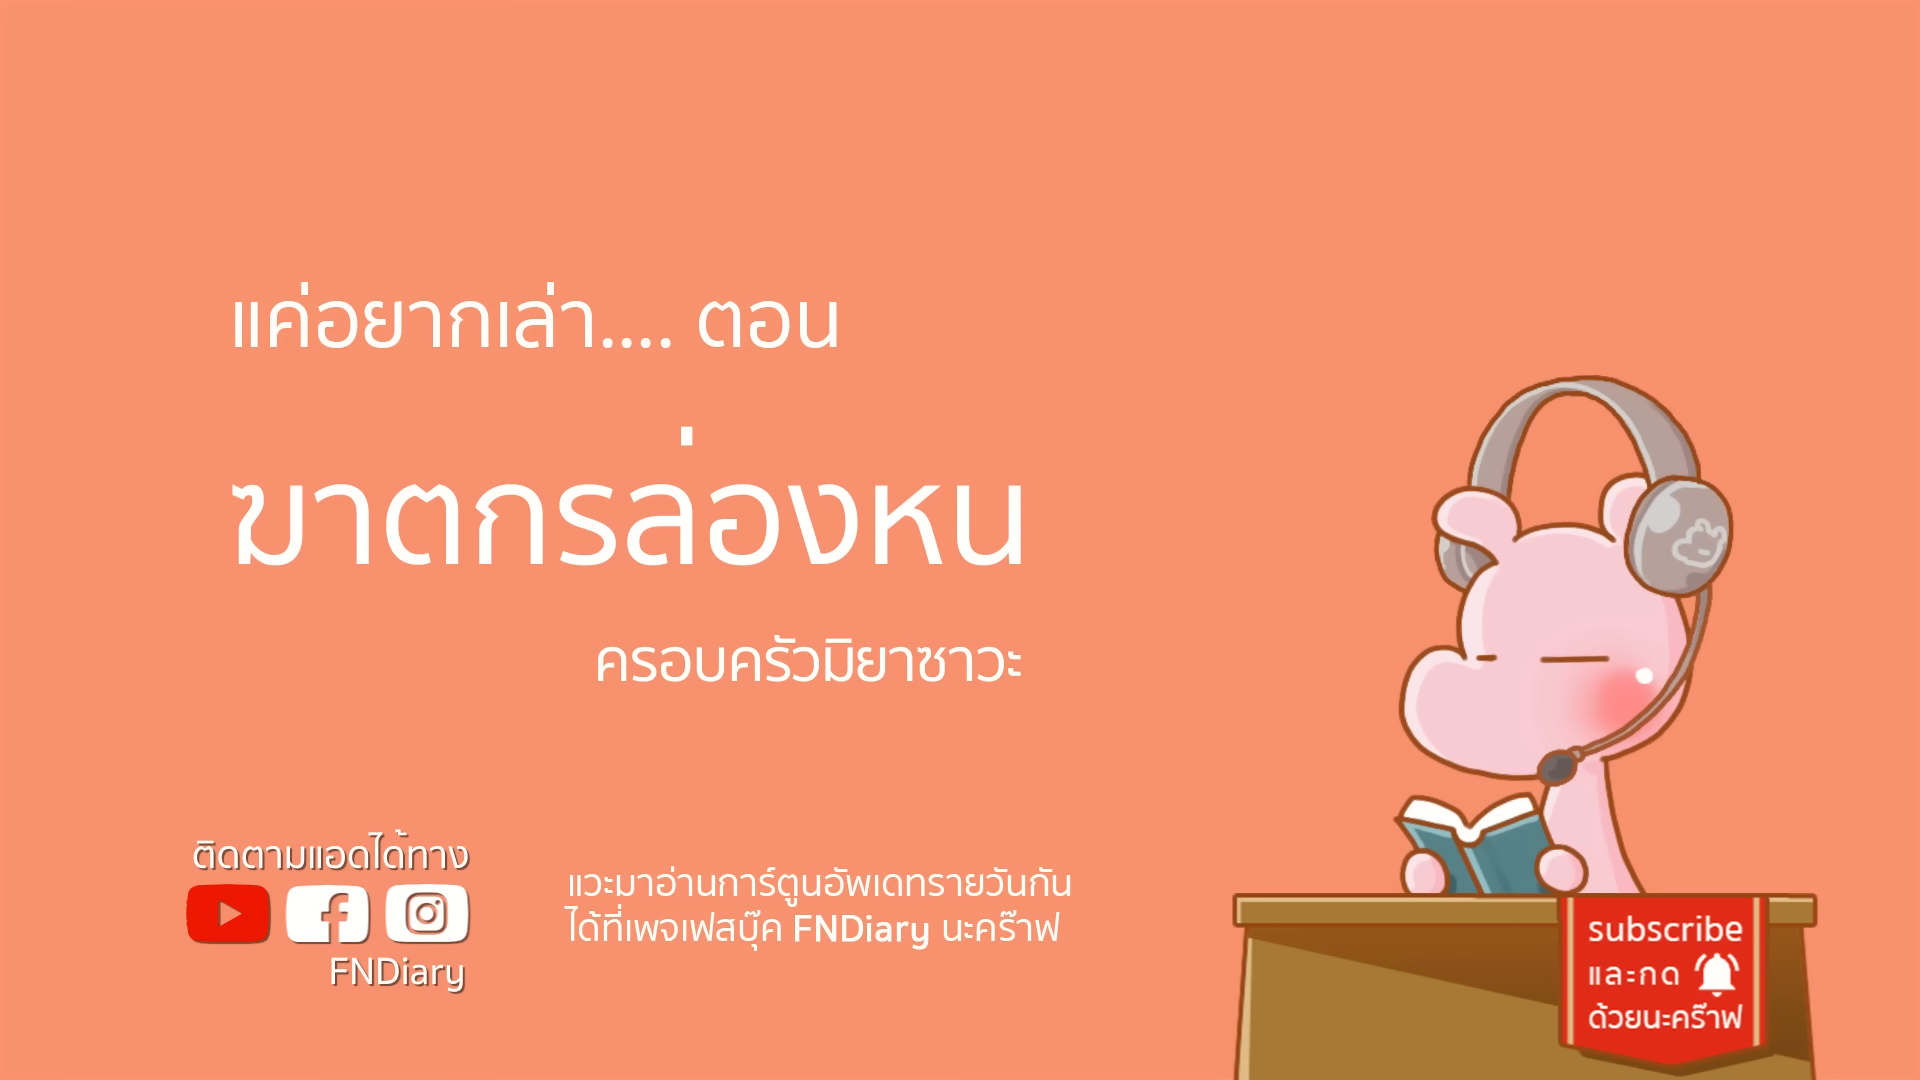 แค่อยากเล่า.... ตอน
ฆาตกรล่องหน
ครอบครัวมิยาซาวะ
ติดตามแอดได้ทาง
FNDiary
แวะมาอ่านการ์ตูนอัพเดทรายวันกัน
ได้ที่เพจเฟสบุ๊ค FNDiary นะคร๊าฟ
subscribe
และกด
ด้วยนะคร๊าฟ